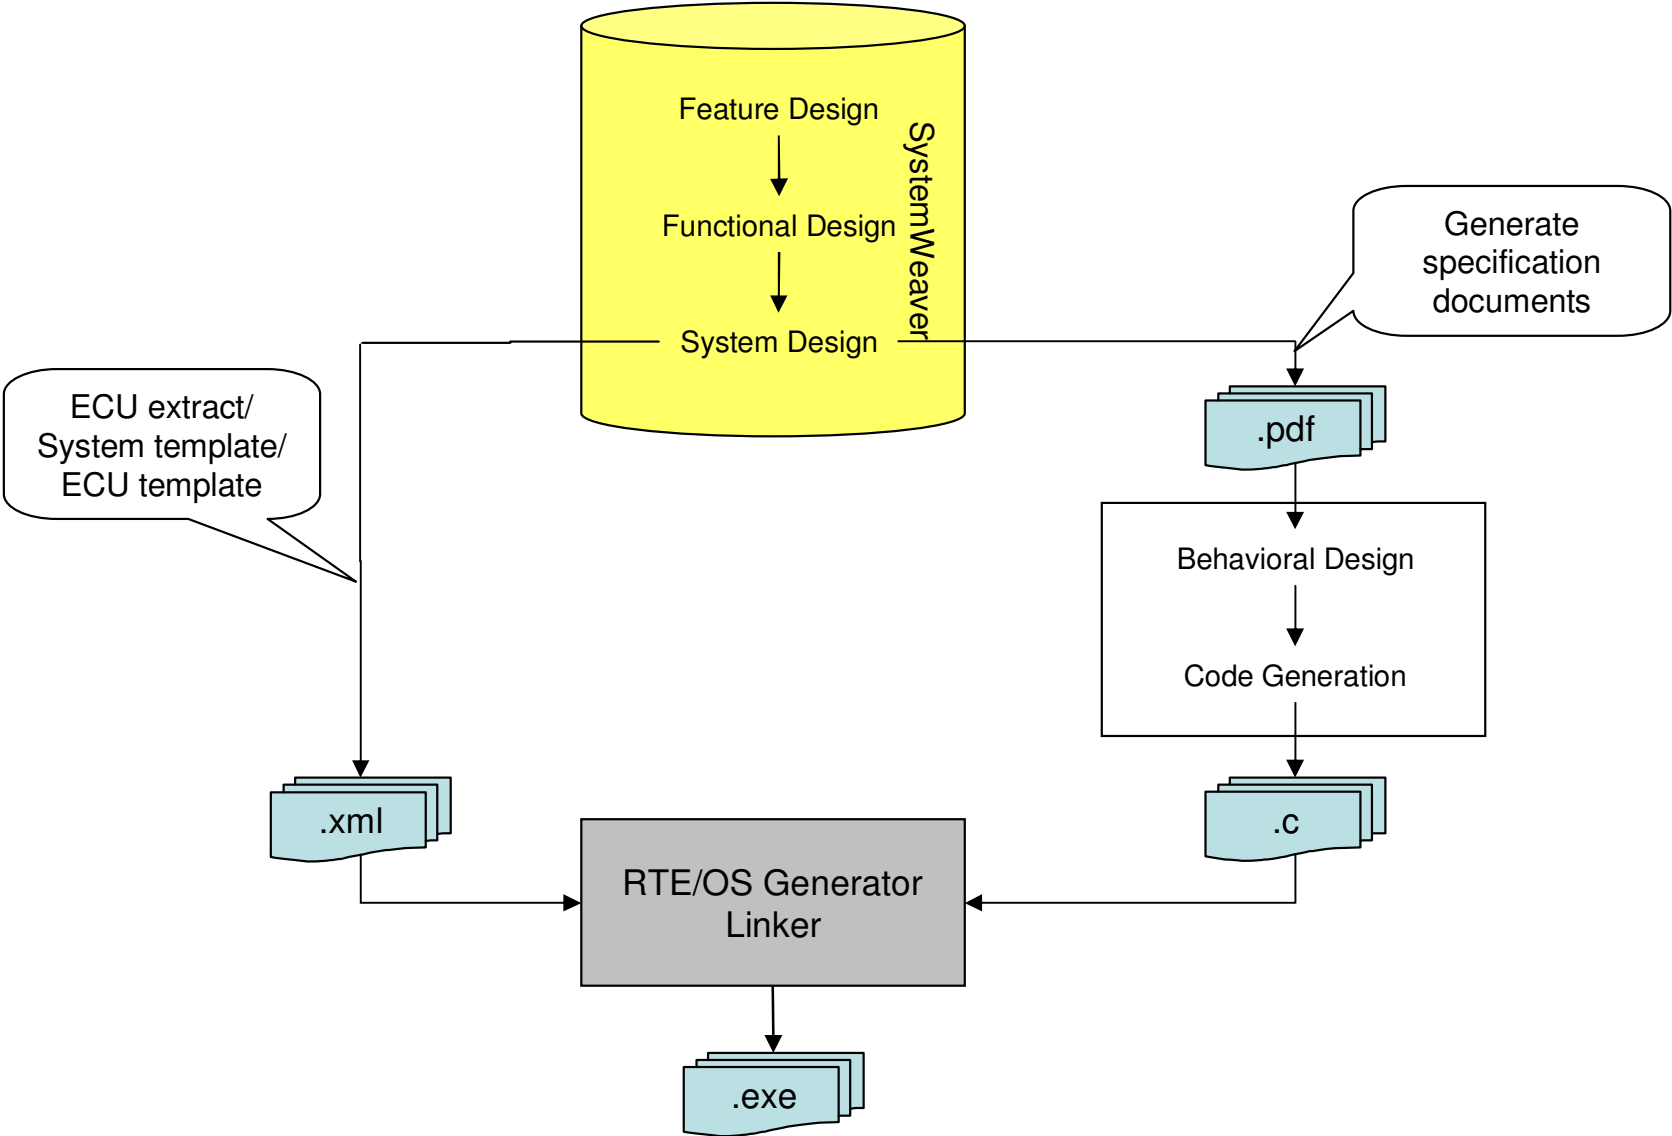 Feature Design
Functional Design
System Design
SystemWeaver
Generate
specification
documents
ECU extract/
System template/
ECU template
.pdf
Behavioral Design
Code Generation
.xml
.c
RTE/OS Generator
Linker
.exe